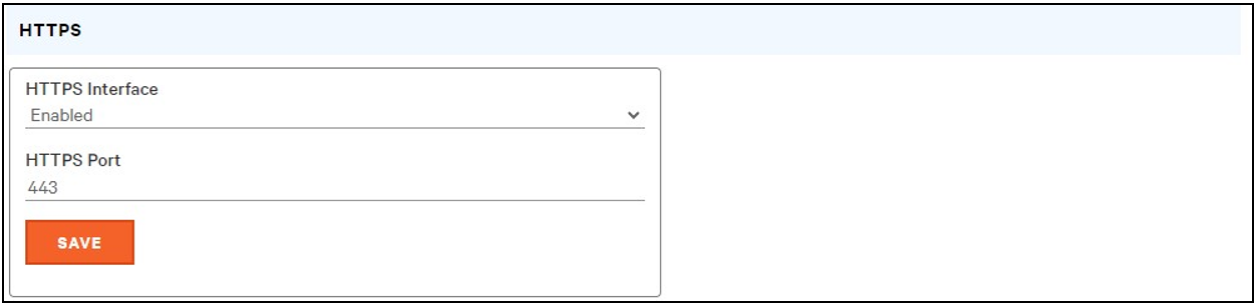 HTTPS
HTTPS Interface
Enabled
HTTPS Port
443
SAVE